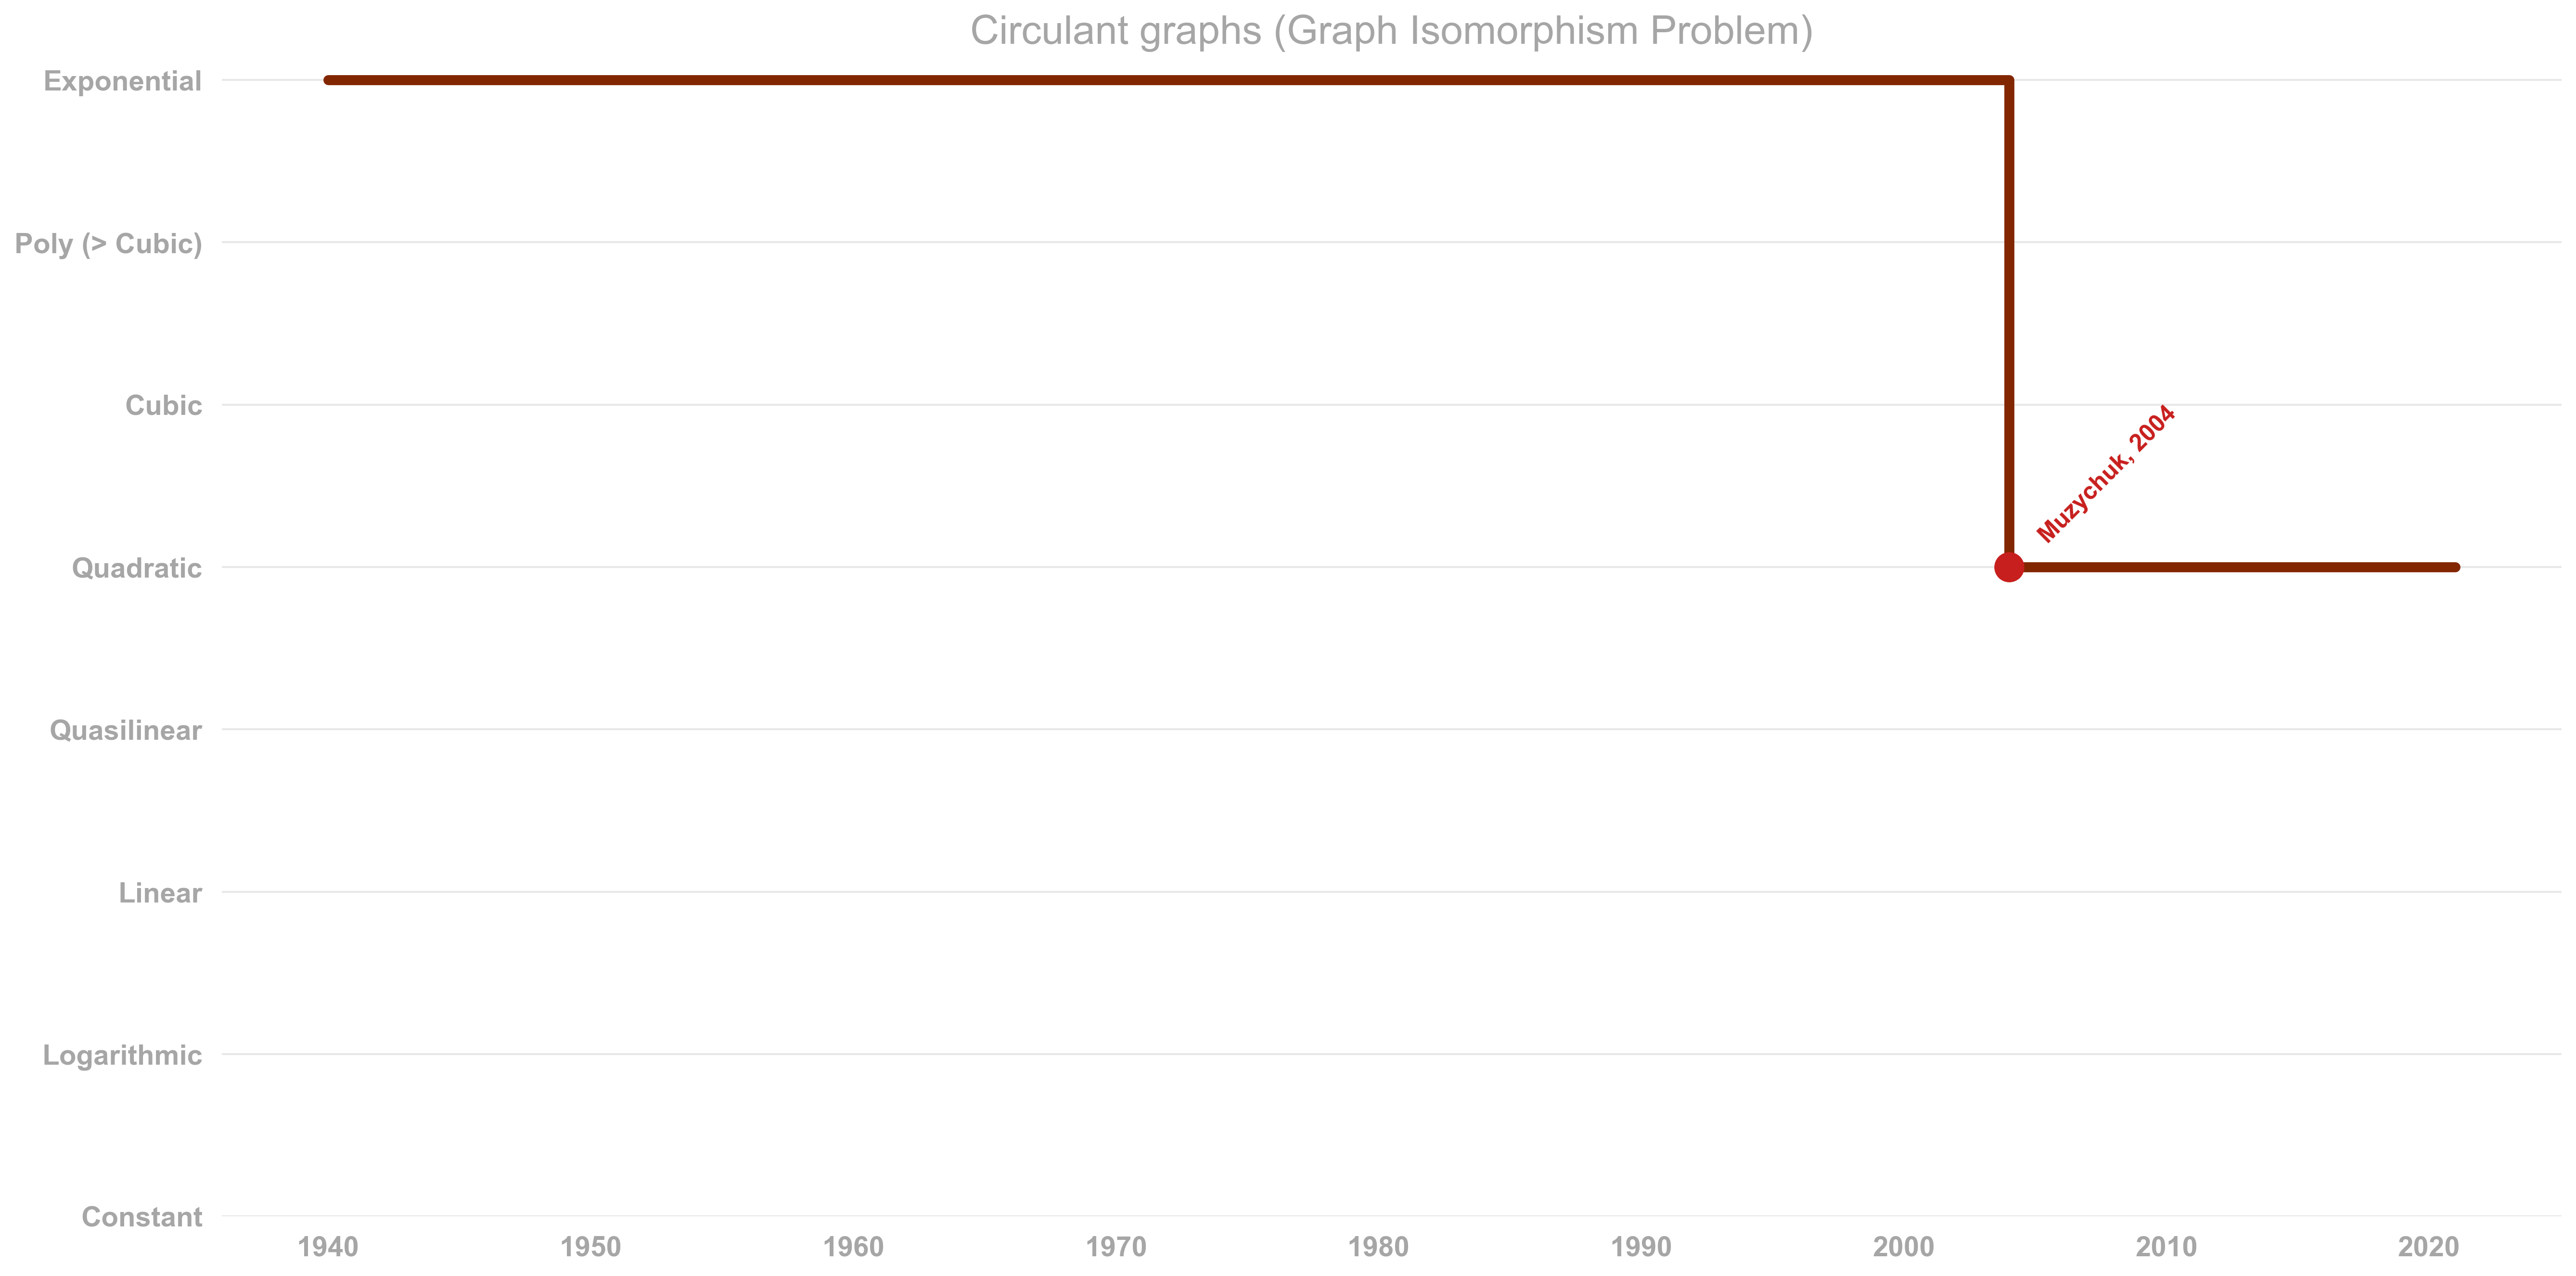 Circulant graphs (Graph Isomorphism Problem)
Exponential
Poly (> Cubic)
Cubic
Muzychuk, 2004
Quadratic
Quasilinear
Linear
Logarithmic
Constant
1940 1950 1960 1970 1980 1990 2000 2010 2020